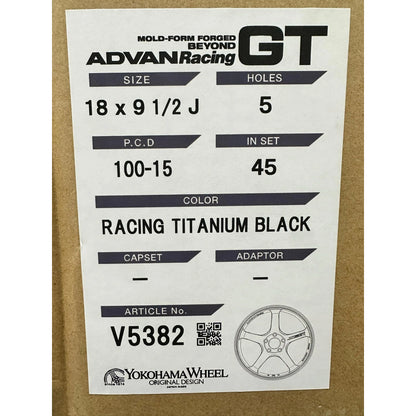 MOLD-FORM FORGED
BEYOND
ADVAN Racing GT
SIZE HOLES
18 x 9 1/2 J 5
P.C.D IN SET
100-15 45
COLOR
RACING TITANIUM BLACK
CAPSET ADAPTOR
— —
ARTICLE No.
V5382
YOKOHAMA WHEEL
ORIGINAL DESIGN